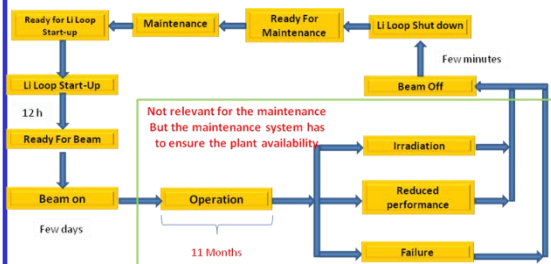 Ready for Li Loop
Start-up
Maintenance
Ready For
Maintenance
Li Loop Shut down
Few minutes
Li Loop Start-Up
Beam Off
12 h
Not relevant for the maintenance
But the maintenance system has
to ensure the plant availability
Ready For Beam
Irradiation
Beam on
Operation
Reduced
performance
Few days
11 Months
Failure